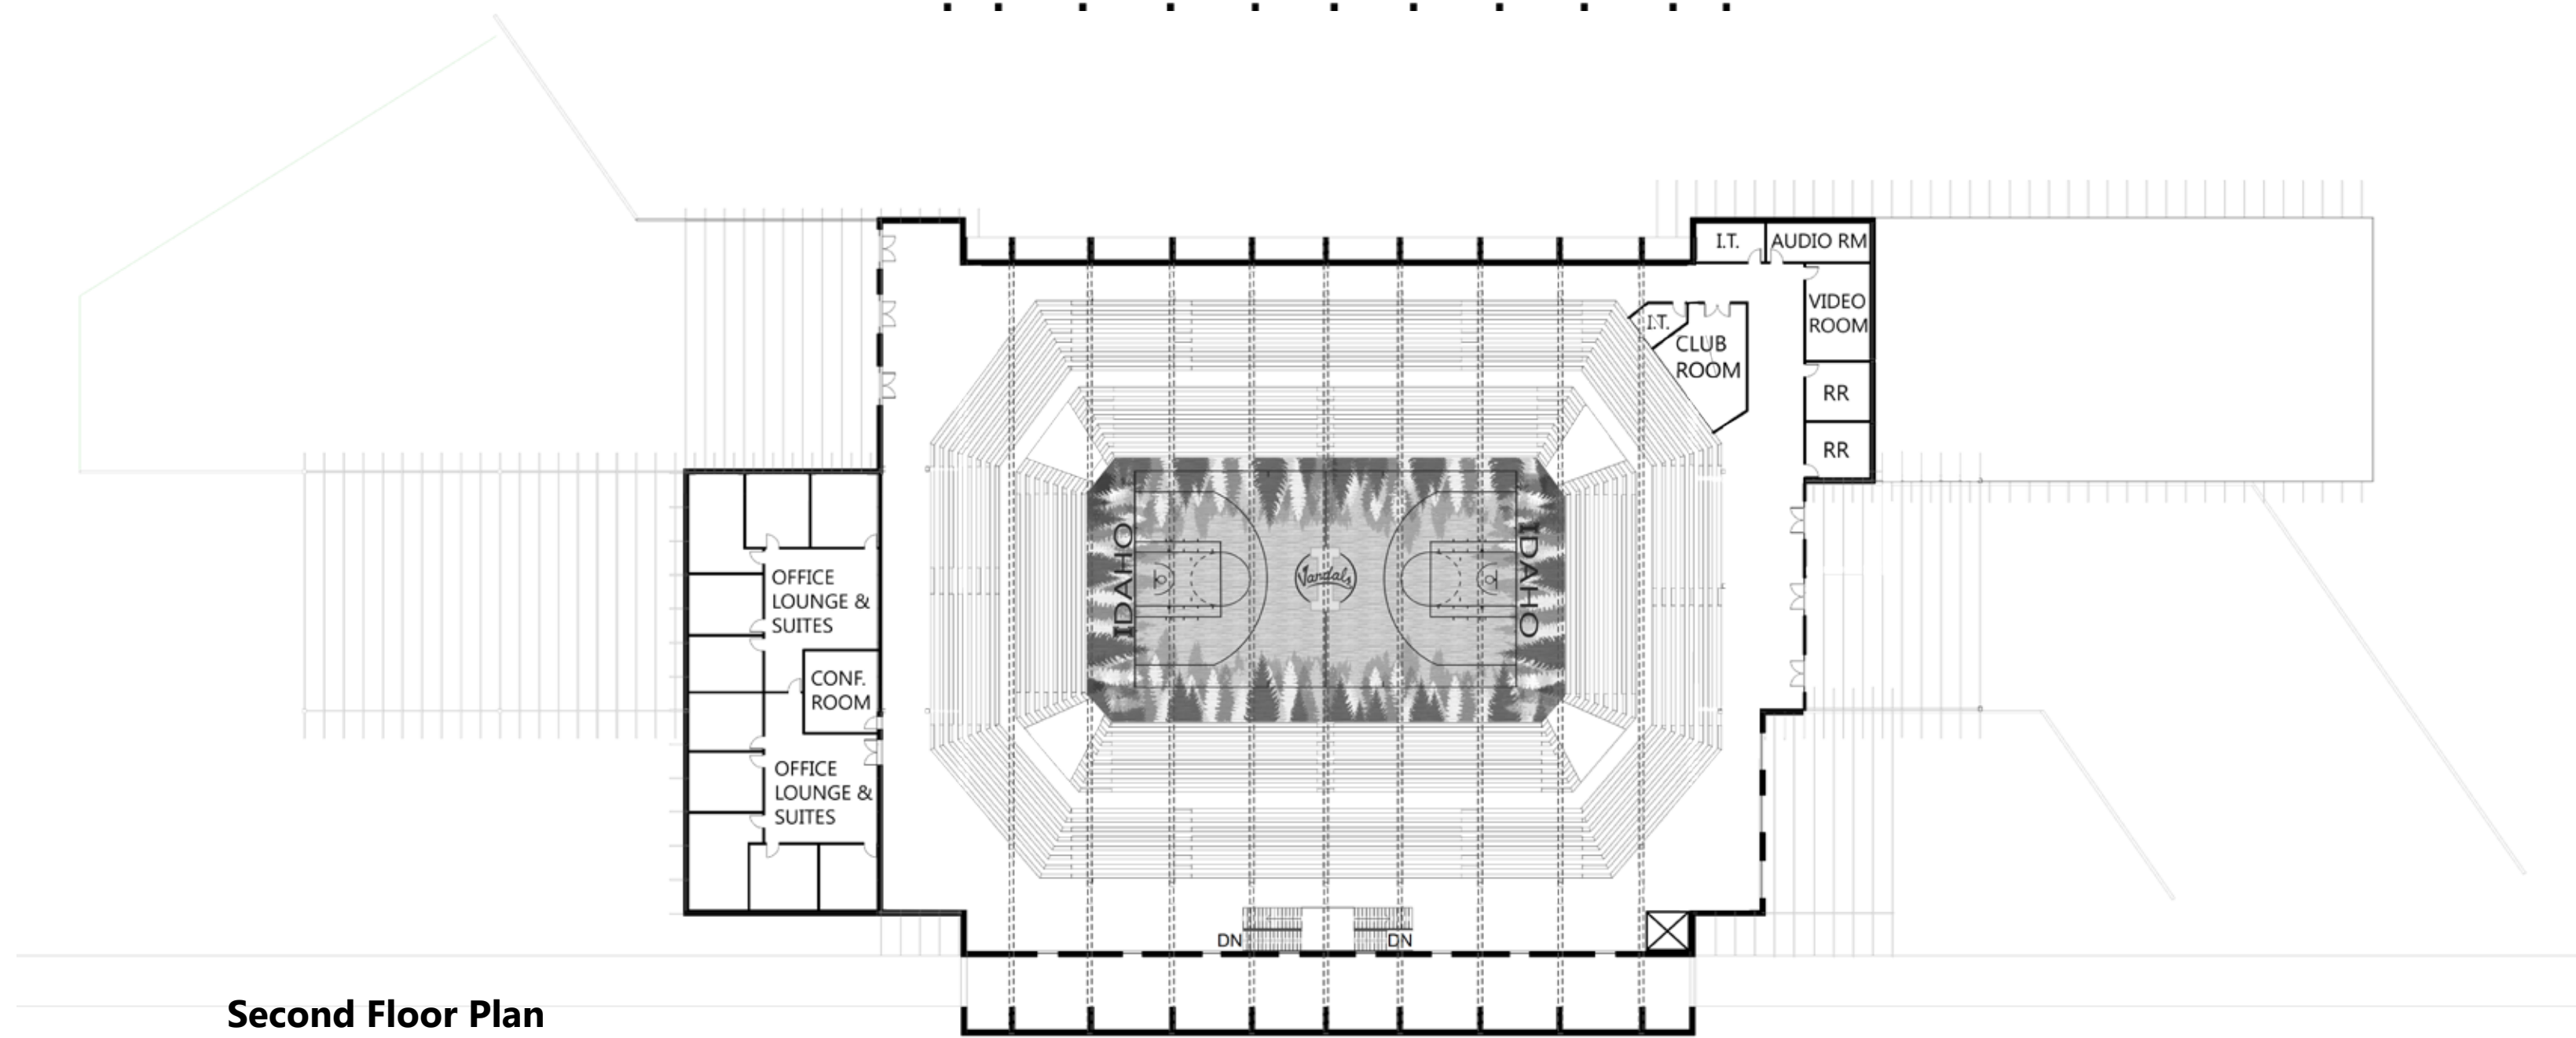 I.T.
AUDIO RM
VIDEO
ROOM
I.T.
CLUB
ROOM
RR
RR
IDAHO
Vandals
IDAHO
OFFICE
LOUNGE &
SUITES
CONF.
ROOM
OFFICE
LOUNGE &
SUITES
DN
DN
Second Floor Plan